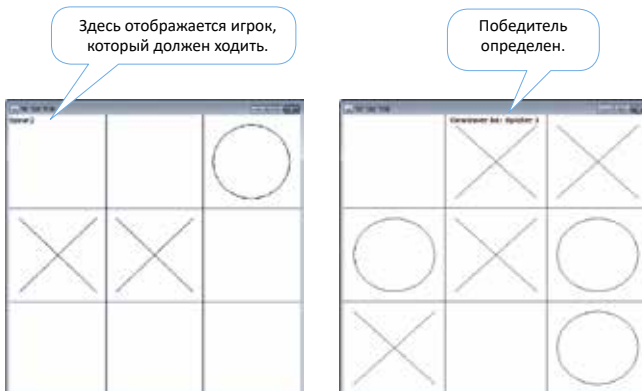 Здесь отображается игрок,
который должен ходить.
Победитель
определен.